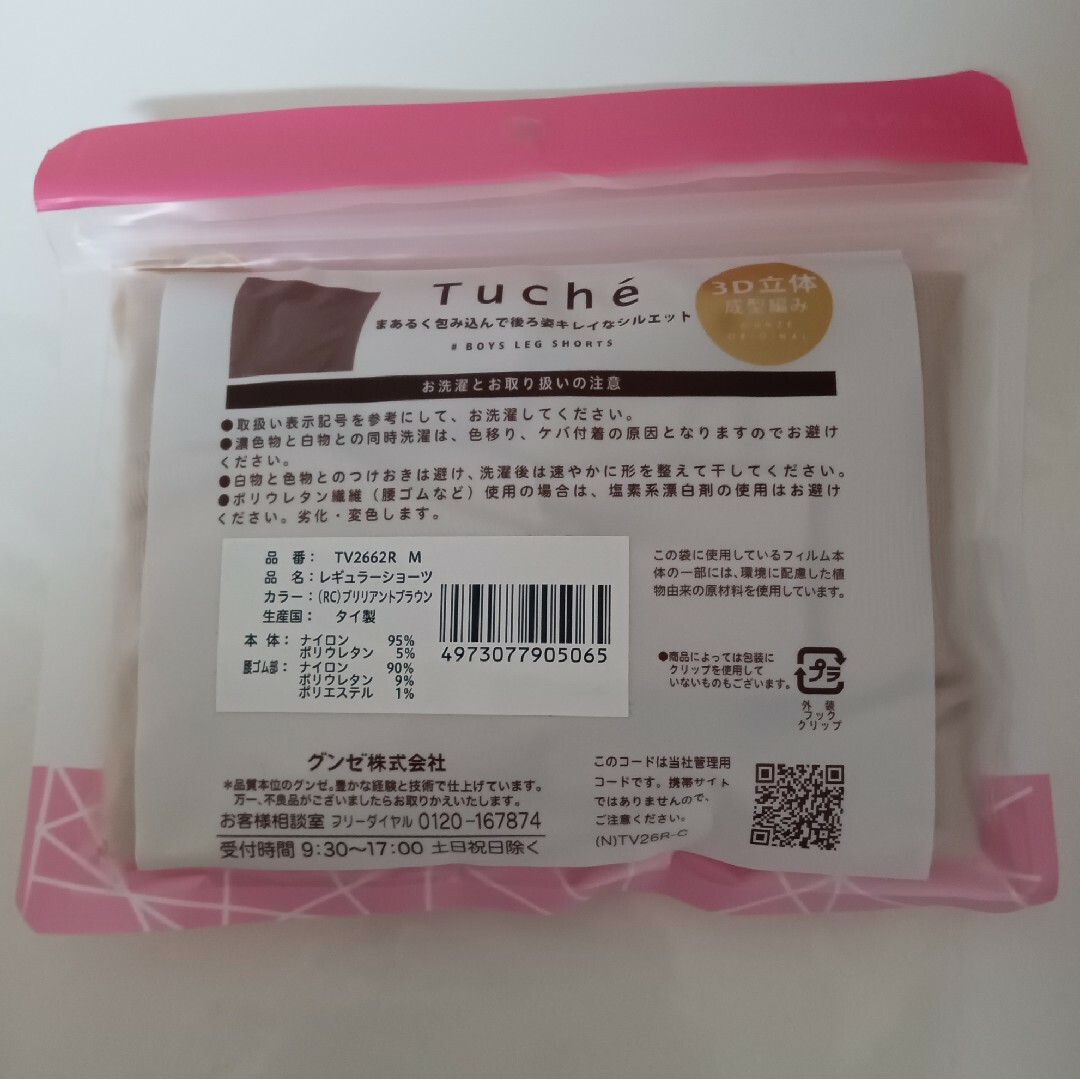 Tuché
まあるく包み込んで後ろ姿キレイなシルエット
# BOYS LEG SHORTS
3D立体
成型編み
お洗濯とお取り扱いの注意
●取扱い表示記号を参考にして、お洗濯してください。
●濃色物と白物との同時洗濯は、色移り、ケバ付着の原因となりますのでお避け
ください。
●白物と色物とのつけおきは避け、洗濯後は速やかに形を整えて干してください。
●ポリウレタン繊維（腰ゴムなど）使用の場合は、塩素系漂白剤の使用はお避け
ください。劣化・変色します。
品 番： TV2662R M
品 名：レギュラーショーツ
カラー：(RC)ブリリアントブラウン
生産国： タイ製
本 体： ナイロン 95%
ポリウレタン 5%
腰ゴム部： ナイロン 90%
ポリウレタン 9%
ポリエステル 1%
4973077905065
この袋に使用しているフィルム本
体の一部には、環境に配慮した植
物由来の原材料を使用しています。
●商品によっては包装に
クリップを使用して
いないものもございます。
プラ
外 装
フック
クリップ
グンゼ株式会社
＊品質本位のグンゼ。豊かな経験と技術で仕上げています。
万一、不良品がございましたらお取りかえいたします。
お客様相談室 フリーダイヤル 0120-167874
受付時間 9:30〜17:00 土日祝日除く
このコードは当社管理用
コードです。携帯サイト
ではありませんので、
ご注意ください。
(N)TV26R-C